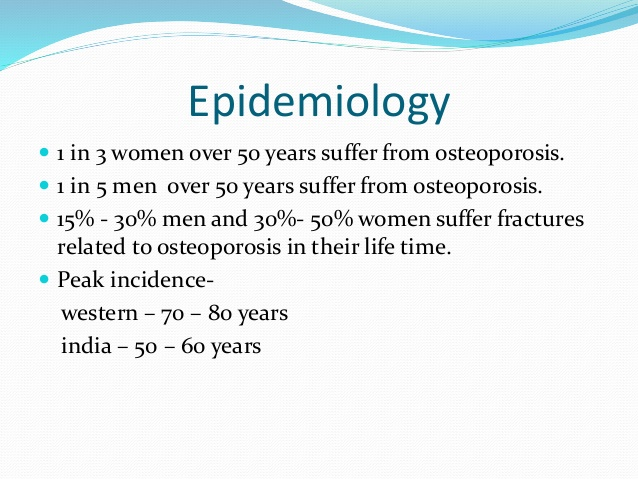 Epidemiology
• 1 in 3 women over 50 years suffer from osteoporosis.
• 1 in 5 men over 50 years suffer from osteoporosis.
• 15% - 30% men and 30%- 50% women suffer fractures
related to osteoporosis in their life time.
• Peak incidence-
western – 70 – 80 years
india – 50 – 60 years